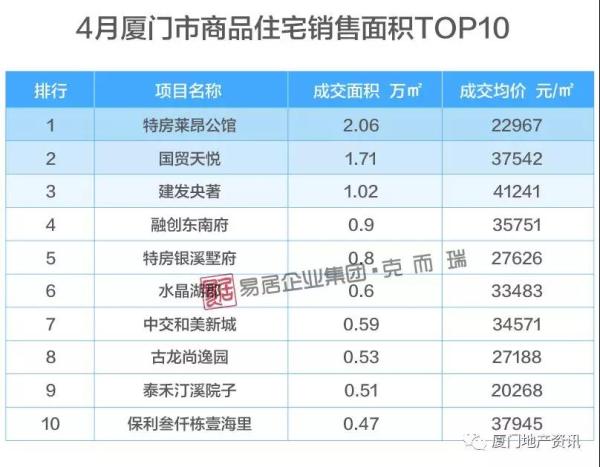 4月厦门市商品住宅销售面积TOP10
排行 项目名称 成交面积 万㎡ 成交均价 元/㎡
1 特房莱昂公馆 2.06 22967
2 国贸天悦 1.71 37542
3 建发央著 1.02 41241
4 融创东南府 0.9 35751
5 特房银溪墅府 0.8 27626
易居企业集团·克而瑞
6 水晶湖郡 0.6 33483
7 中交和美新城 0.59 34571
8 古龙尚逸园 0.53 27188
9 泰禾汀溪院子 0.51 20268
10 保利叁仟栋壹海里 0.47 37945
厦门地产资讯